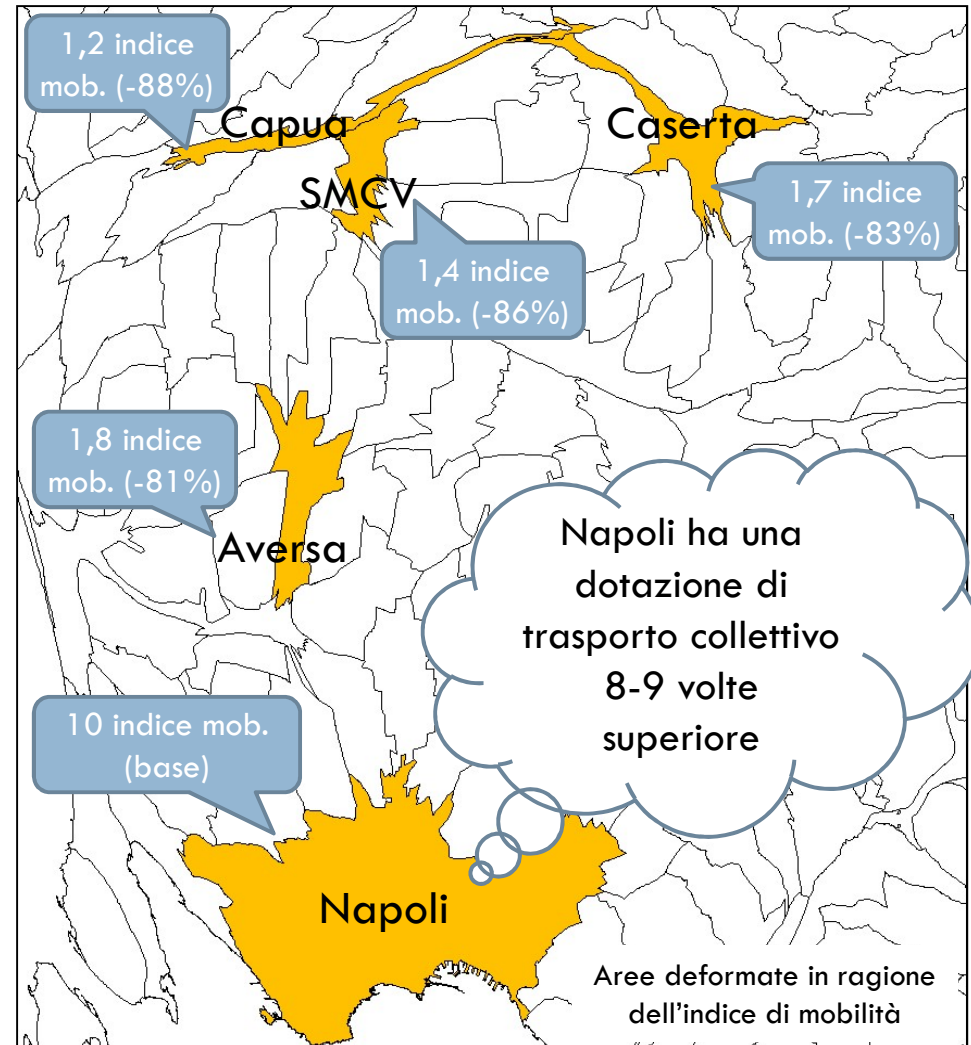 1,2 indice
mob. (-88%)
Capua
Caserta
SMCV
1,7 indice
mob. (-83%)
1,4 indice
mob. (-86%)
1,8 indice
mob. (-81%)
Aversa
Napoli ha una
dotazione di
trasporto collettivo
8-9 volte
superiore
10 indice mob.
(base)
Napoli
Aree deformate in ragione
dell’indice di mobilità